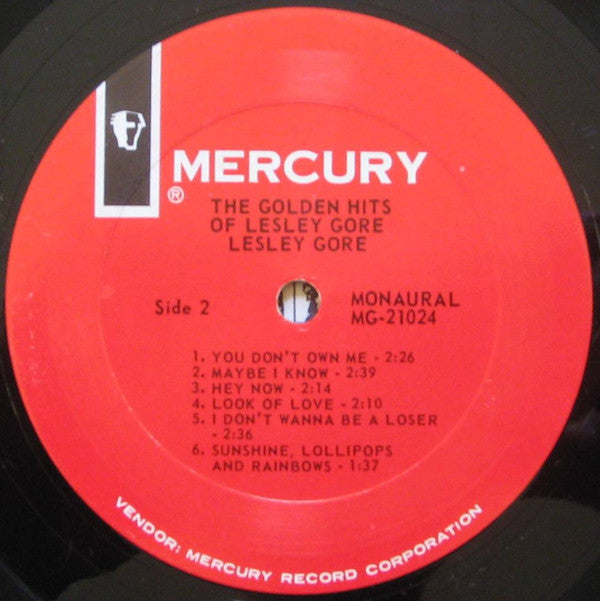 MERCURY
®
THE GOLDEN HITS
OF LESLEY GORE
LESLEY GORE
Side 2
MONAURAL
MG-21024
1. YOU DON'T OWN ME - 2:26
2. MAYBE I KNOW - 2:39
3. HEY NOW - 2:14
4. LOOK OF LOVE - 2:10
5. I DON'T WANNA BE A LOSER
- 2:36
6. SUNSHINE, LOLLIPOPS
AND RAINBOWS - 1:37
VENDOR: MERCURY RECORD CORPORATION